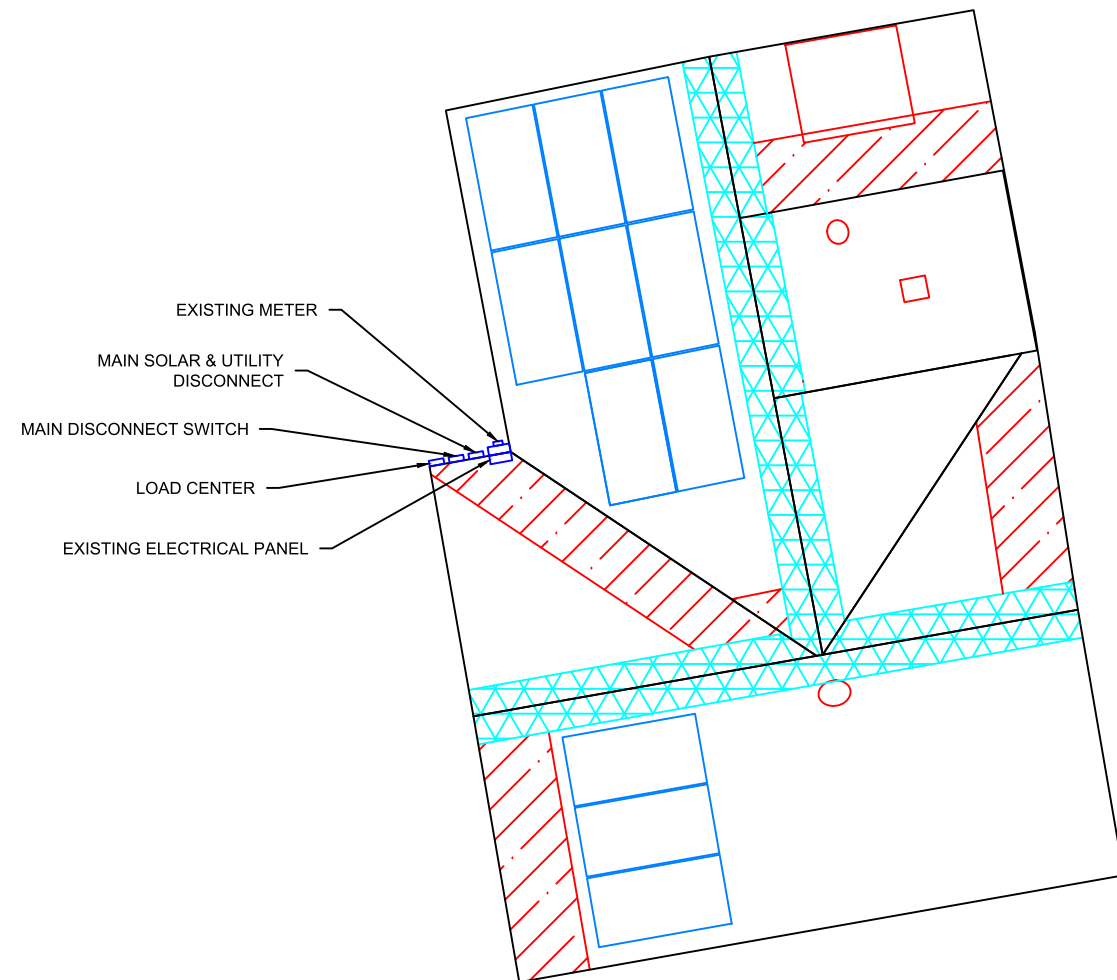 EXISTING METER
MAIN SOLAR & UTILITY
DISCONNECT
MAIN DISCONNECT SWITCH
LOAD CENTER
EXISTING ELECTRICAL PANEL